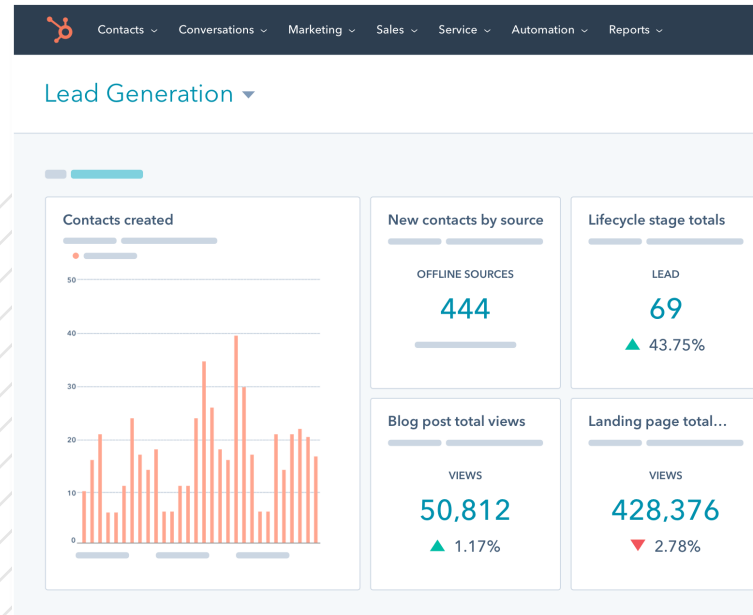 Contacts Conversations Marketing Sales Service Automation Reports
Lead Generation
Contacts created
50
40
30
20
10
0
New contacts by source
OFFLINE SOURCES
444
Lifecycle stage totals
LEAD
69
43.75%
Blog post total views
VIEWS
50,812
1.17%
Landing page total...
VIEWS
428,376
2.78%